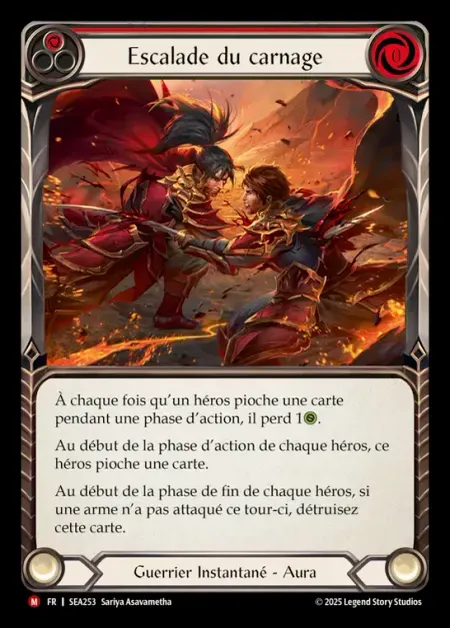 Escalade du carnage
0
À chaque fois qu'un héros pioche une carte
pendant une phase d'action, il perd 1.
Au début de la phase d'action de chaque héros, ce
héros pioche une carte.
Au début de la phase de fin de chaque héros, si
une arme n'a pas attaqué ce tour-ci, détruisez
cette carte.
Guerrier Instantané - Aura
M FR | SEA253 Sariya Asavametha © 2025 Legend Story Studios